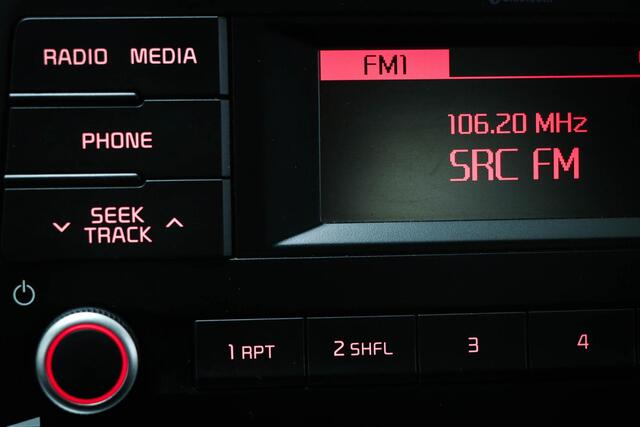 RADIO MEDIA
PHONE
SEEK
TRACK
FM1
106.20 MHz
SRC FM
1 RPT
2 SHFL
3
4